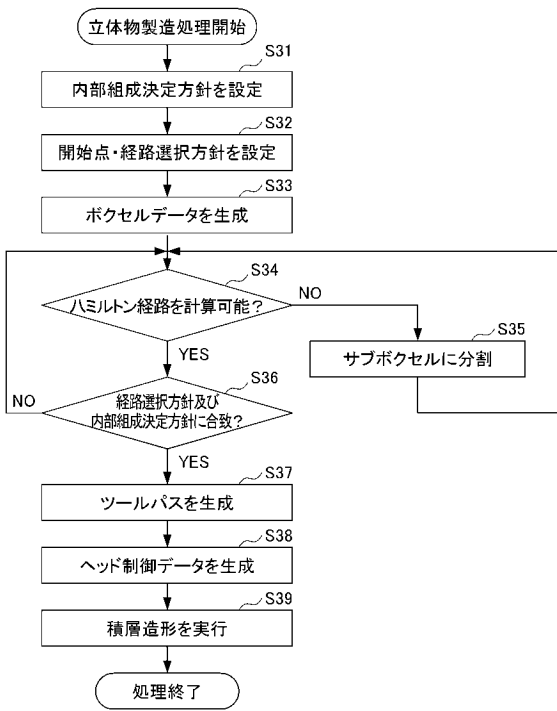 立体物製造処理開始
S31
内部組成決定方針を設定
S32
開始点・経路選択方針を設定
S33
ボクセルデータを生成
S34
ハミルトン経路を計算可能?
NO
S35
サブボクセルに分割
YES
S36
NO
経路選択方針及び
内部組成決定方針に合致?
YES
S37
ツールパスを生成
S38
ヘッド制御データを生成
S39
積層造形を実行
処理終了